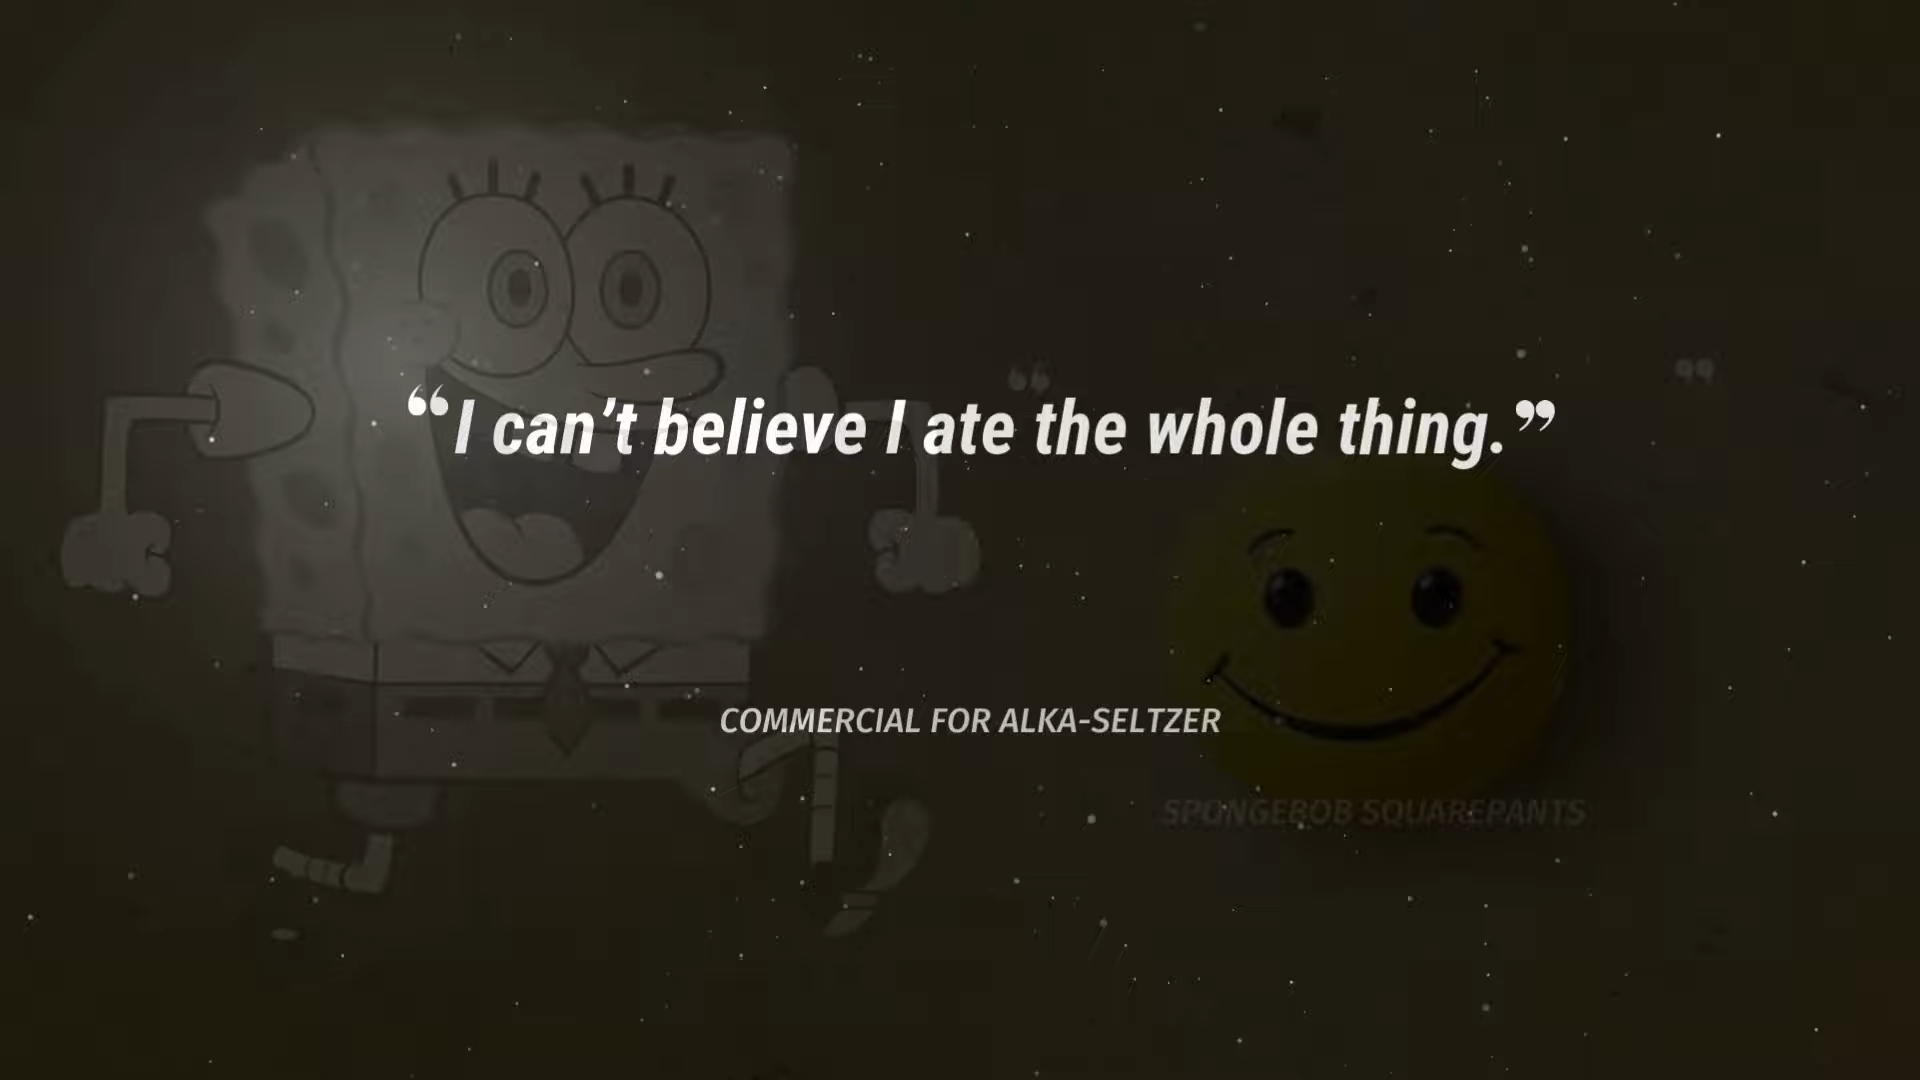 “I can’t believe I ate the whole thing.”
COMMERCIAL FOR ALKA-SELTZER
SPONGEBOB SQUAREPANTS